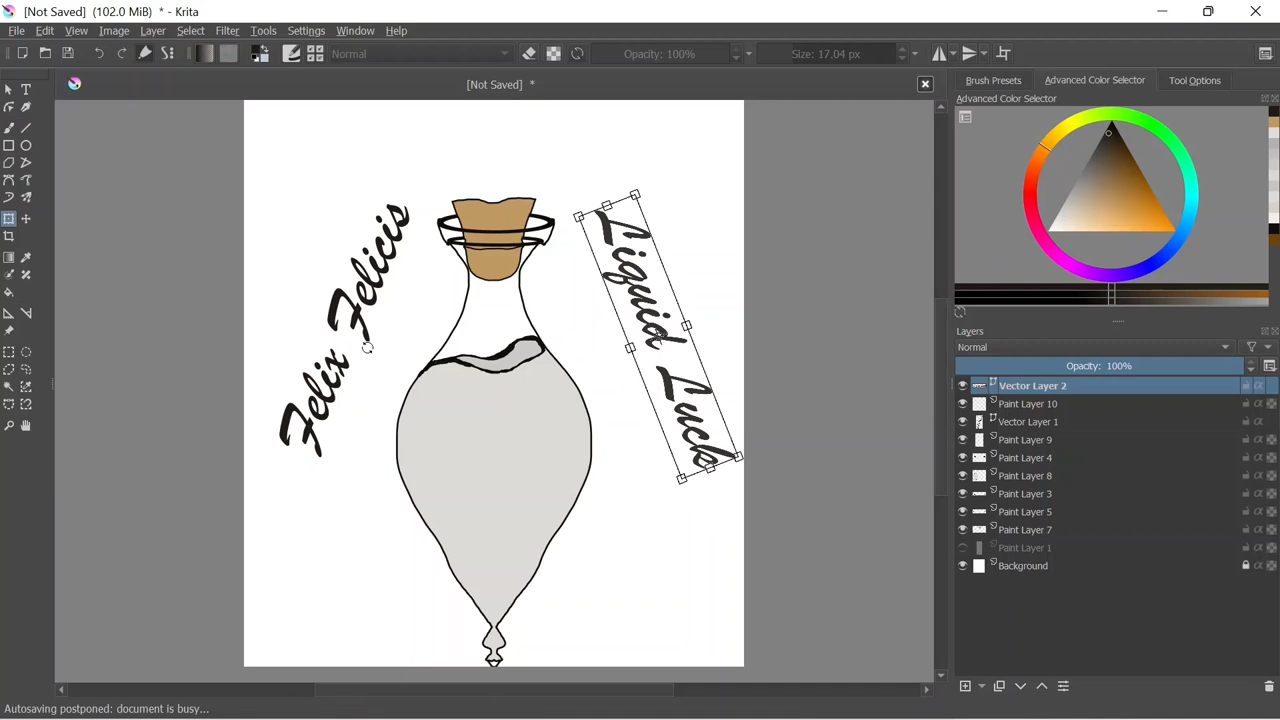 [Not Saved] (102.0 MiB) * - Krita
File Edit View Image Layer Select Filter Tools Settings Window Help
Normal Opacity: 100% Size: 17.04 px
[Not Saved] *
Brush Presets Advanced Color Selector Tool Options
Advanced Color Selector
Felix Felicis
Liquid Luck
Layers
Normal
Opacity: 100%
Vector Layer 2
Paint Layer 10
Vector Layer 1
Paint Layer 9
Paint Layer 4
Paint Layer 8
Paint Layer 3
Paint Layer 5
Paint Layer 7
Paint Layer 1
Background
Autosaving postponed: document is busy...